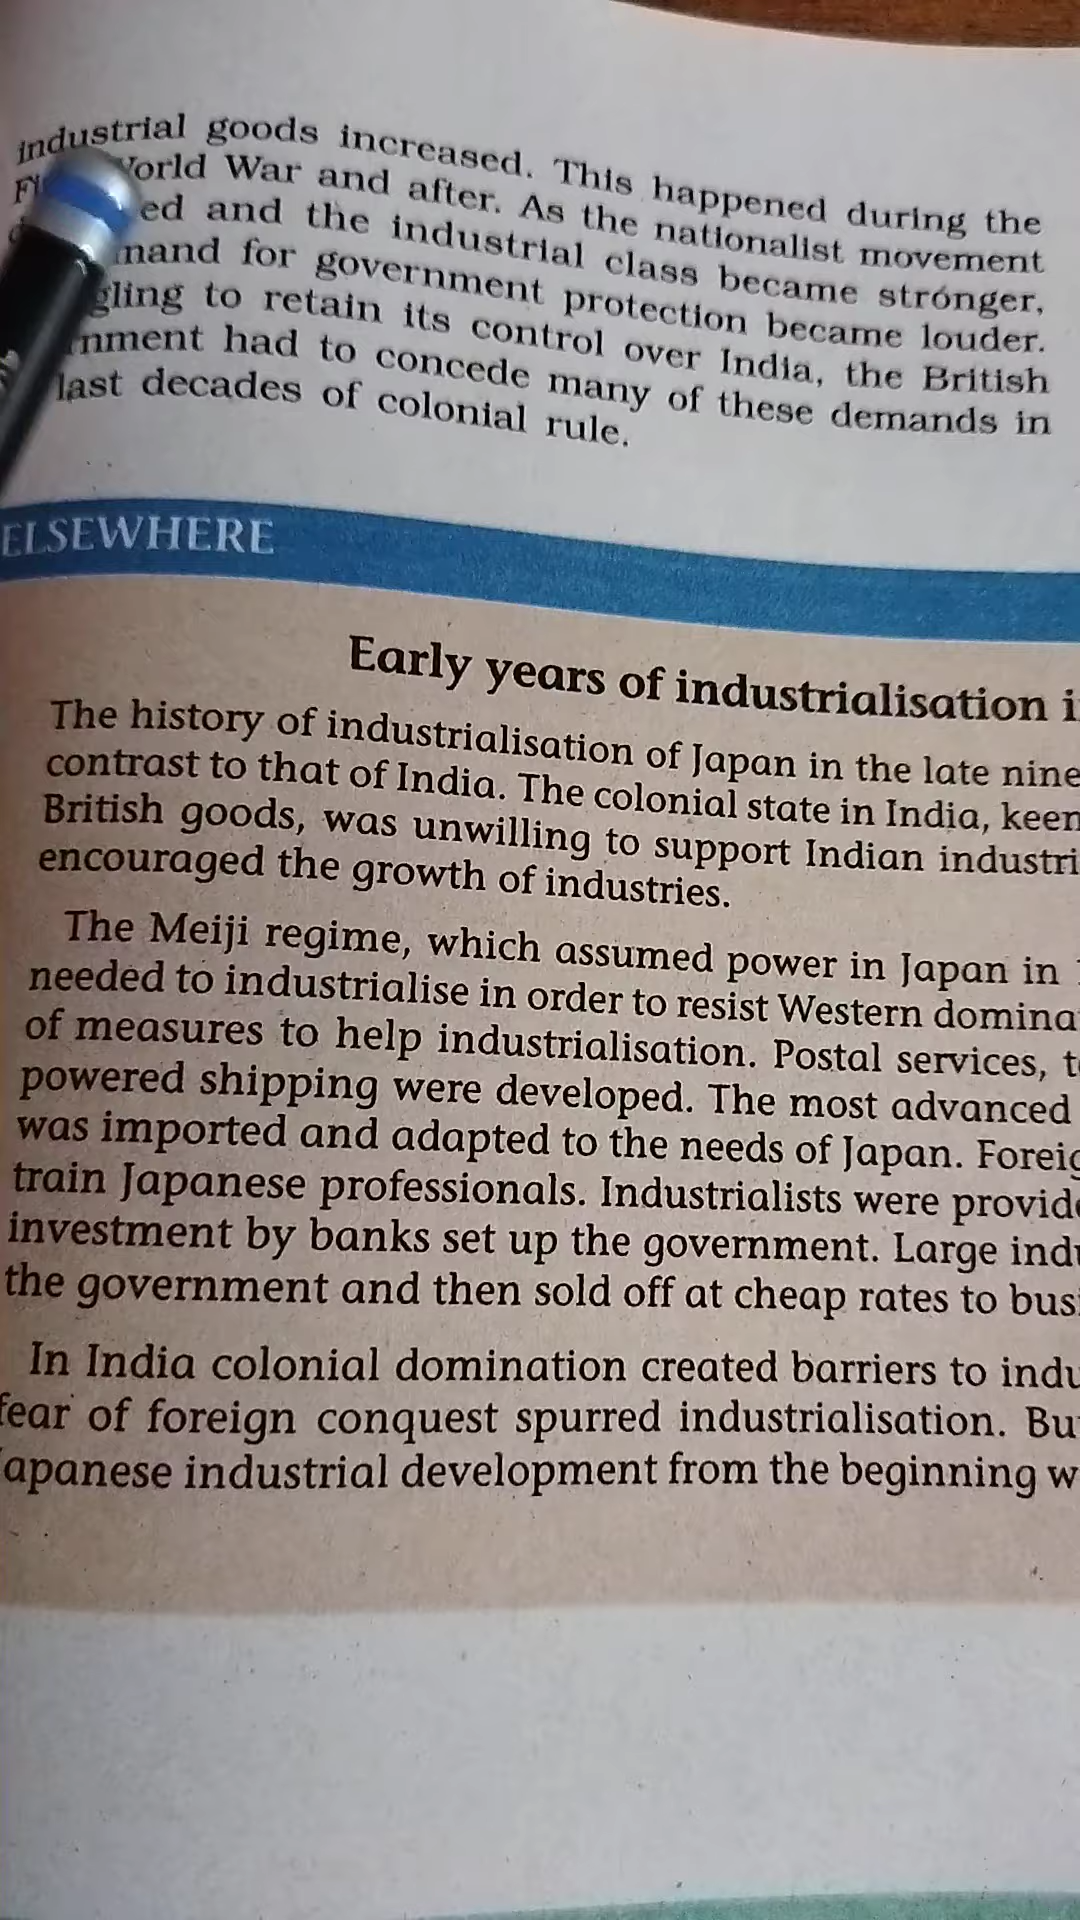 industrial goods increased. This happened during the
World War and after. As the nationalist movement
and the industrial class became stronger,
for government protection became louder.
to retain its control over India, the British
had to concede many of these demands in
last decades of colonial rule.
ELSEWHERE
Early years of industrialisation i
The history of industrialisation of Japan in the late nine
contrast to that of India. The colonial state in India, keen
British goods, was unwilling to support Indian industri
encouraged the growth of industries.
The Meiji regime, which assumed power in Japan in
needed to industrialise in order to resist Western domina
of measures to help industrialisation. Postal services, t
powered shipping were developed. The most advanced
was imported and adapted to the needs of Japan. Foreig
train Japanese professionals. Industrialists were provid
investment by banks set up the government. Large indu
the government and then sold off at cheap rates to busi
In India colonial domination created barriers to indu
fear of foreign conquest spurred industrialisation. Bu
apanese industrial development from the beginning w